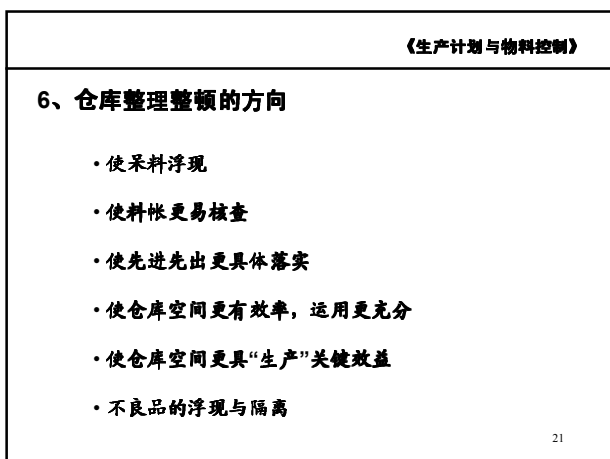 《生产计划与物料控制》
6、仓库整理整顿的方向
·使呆料浮现
·使料帐更易核查
·使先进先出更具体落实
·使仓库空间更有效率，运用更充分
·使仓库空间更具“生产”关键效益
·不良品的浮现与隔离
21